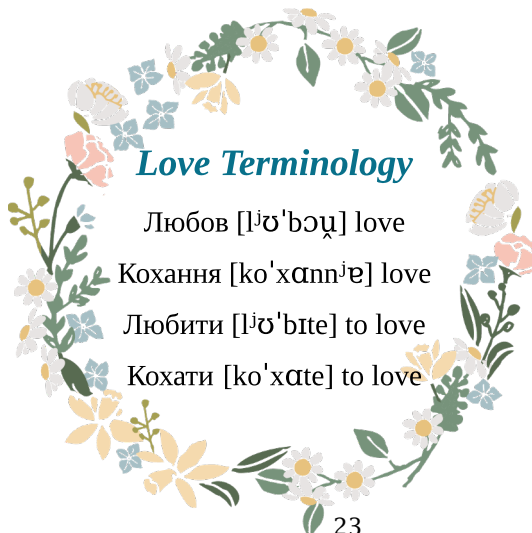 Love Terminology
Любов [lʲʊˈbɔu̯] love
Кохання [koˈxɑnnʲɐ] love
Любити [lʲʊˈbɪte] to love
Кохати [koˈxɑte] to love
23